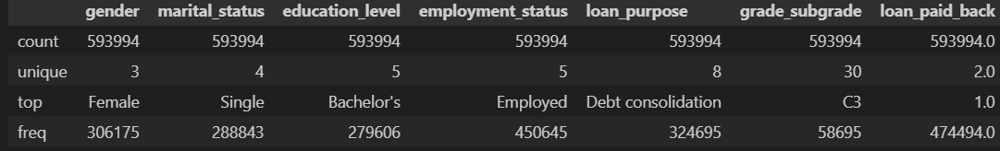 gender marital_status education_level employment_status loan_purpose grade_subgrade loan_paid_back
count 593994 593994 593994 593994 593994 593994 593994.0
unique 3 4 5 5 8 30 2.0
top Female Single Bachelor's Employed Debt consolidation C3 1.0
freq 306175 288843 279606 450645 324695 58695 474494.0